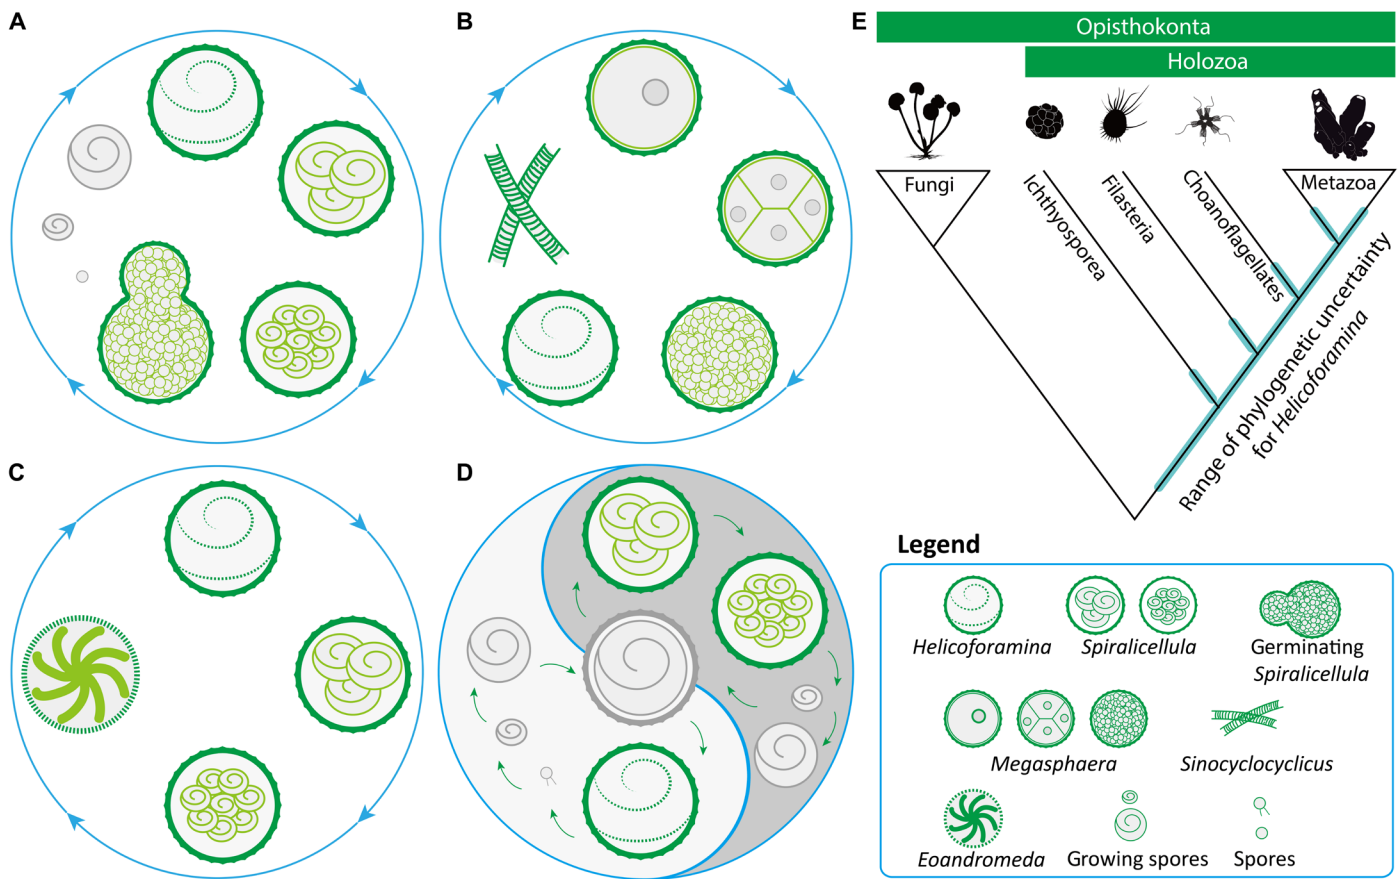 A
B
E
Opisthokonta
Holozoa
Fungi
Ichthyosporea
Filasteria
Choanoflagellates
Metazoa
Range of phylogenetic uncertainty
for Helicoforamina
C
D
Legend
Helicoforamina
Spiralicellula
Germinating
Spiralicellula
Megasphaera
Sinocyclocyclicus
Eoandromeda
Growing spores
Spores